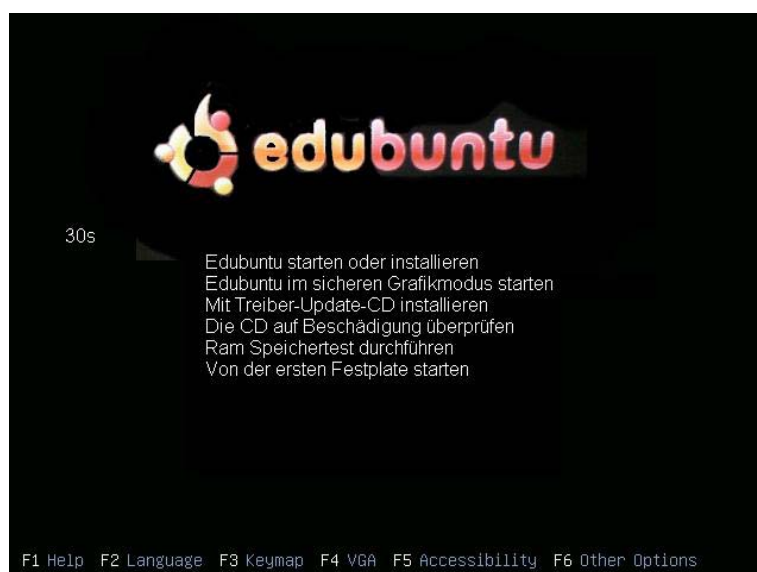 edubuntu
30s
Edubuntu starten oder installieren
Edubuntu im sicheren Grafikmodus starten
Mit Treiber-Update-CD installieren
Die CD auf Beschädigung überprüfen
Ram Speichertest durchführen
Von der ersten Festplate starten
F1 Help F2 Language F3 Keymap F4 VGA F5 Accessibility F6 Other Options